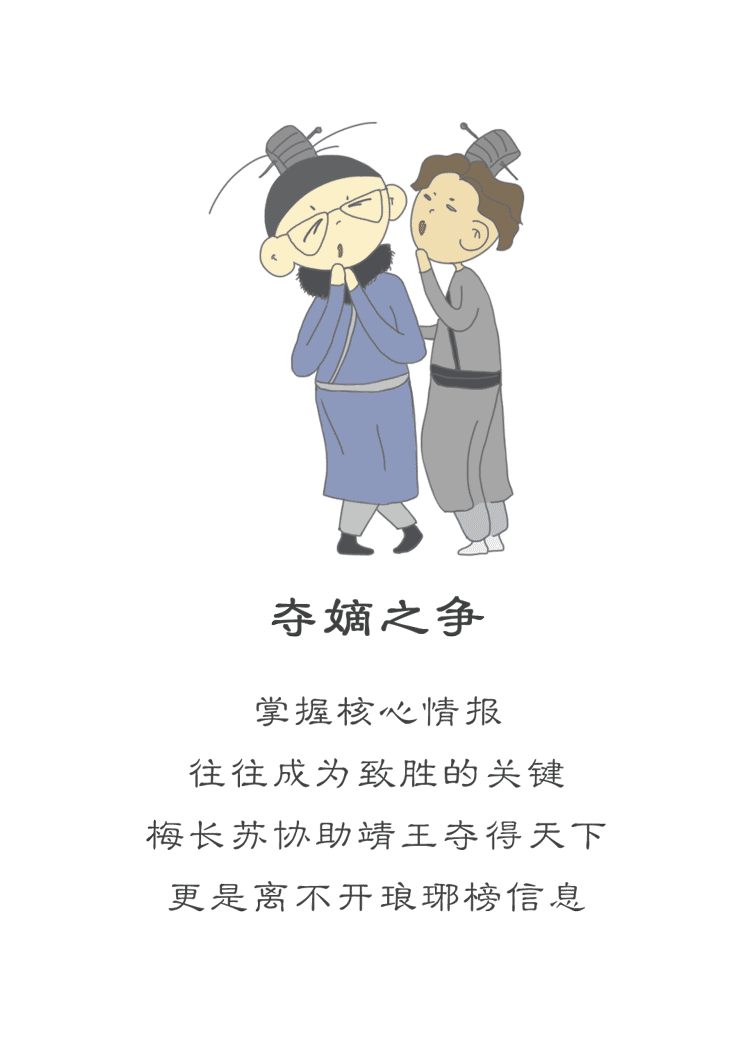 夺嫡之争
掌握核心情报
往往成为致胜的关键
梅长苏协助靖王夺得天下
更是离不开琅琊榜信息